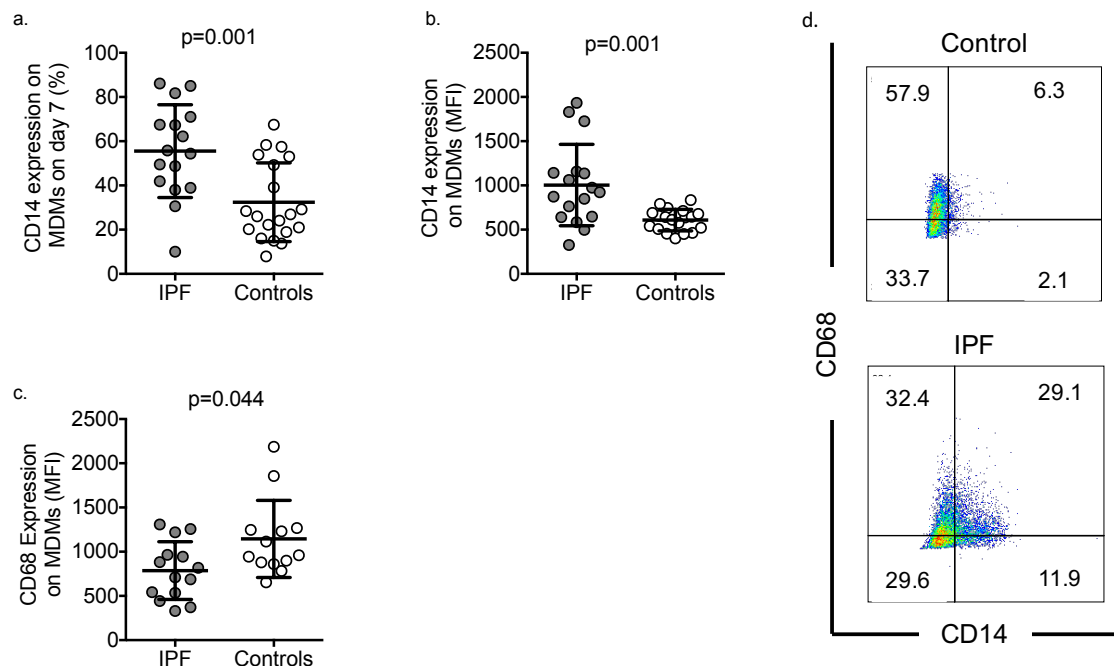 a.
p=0.001
CD14 expression on
MDMs on day 7 (%)
100
80
60
40
20
0
IPF
Controls
b.
p=0.001
CD14 expression
on MDMs (MFI)
2500
2000
1500
1000
500
0
IPF
Controls
c.
p=0.044
CD68 Expression
on MDMs (MFI)
2500
2000
1500
1000
500
0
IPF
Controls
d.
Control
57.9
6.3
33.7
2.1
CD68
IPF
32.4
29.1
29.6
11.9
CD14